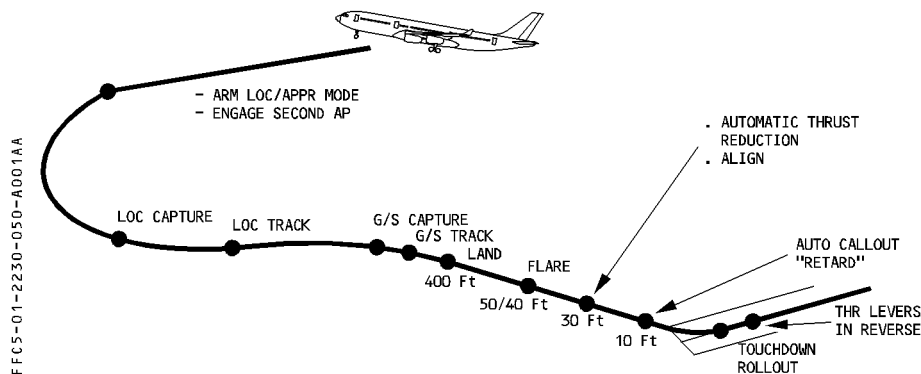 - ARM LOC/APPR MODE
- ENGAGE SECOND AP
. AUTOMATIC THRUST
REDUCTION
. ALIGN
LOC CAPTURE
LOC TRACK
G/S CAPTURE
G/S TRACK
LAND
400 Ft
FLARE
50/40 Ft
30 Ft
10 Ft
AUTO CALLOUT
"RETARD"
THR LEVERS
IN REVERSE
TOUCHDOWN
ROLLOUT
FFC5-01-2230-050-A001AA